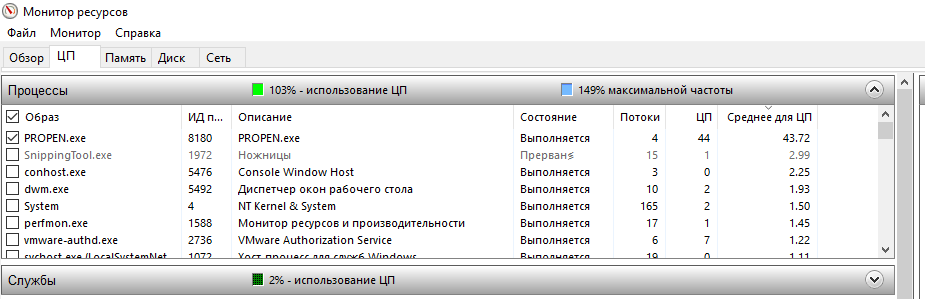 Монитор ресурсов
Файл Монитор Справка
Обзор ЦП Память Диск Сеть
Процессы 103% - использование ЦП 149% максимальной частоты
Образ ИД п... Описание Состояние Потоки ЦП Среднее для ЦП
PROPEN.exe 8180 PROPEN.exe Выполняется 4 44 43.72
SnippingTool.exe 1972 Ножницы Прерван 15 1 2.99
conhost.exe 5476 Console Window Host Выполняется 3 0 2.25
dwm.exe 5492 Диспетчер окон рабочего стола Выполняется 10 2 1.93
System 4 NT Kernel & System Выполняется 165 2 1.50
perfmon.exe 1588 Монитор ресурсов и производительности Выполняется 17 1 1.45
vmware-authd.exe 2736 VMware Authorization Service Выполняется 6 7 1.22
svchost.exe (LocalSystemNet... 1072 Хост-процесс для служб Windows Выполняется 19 0 1.11
Службы 2% - использование ЦП